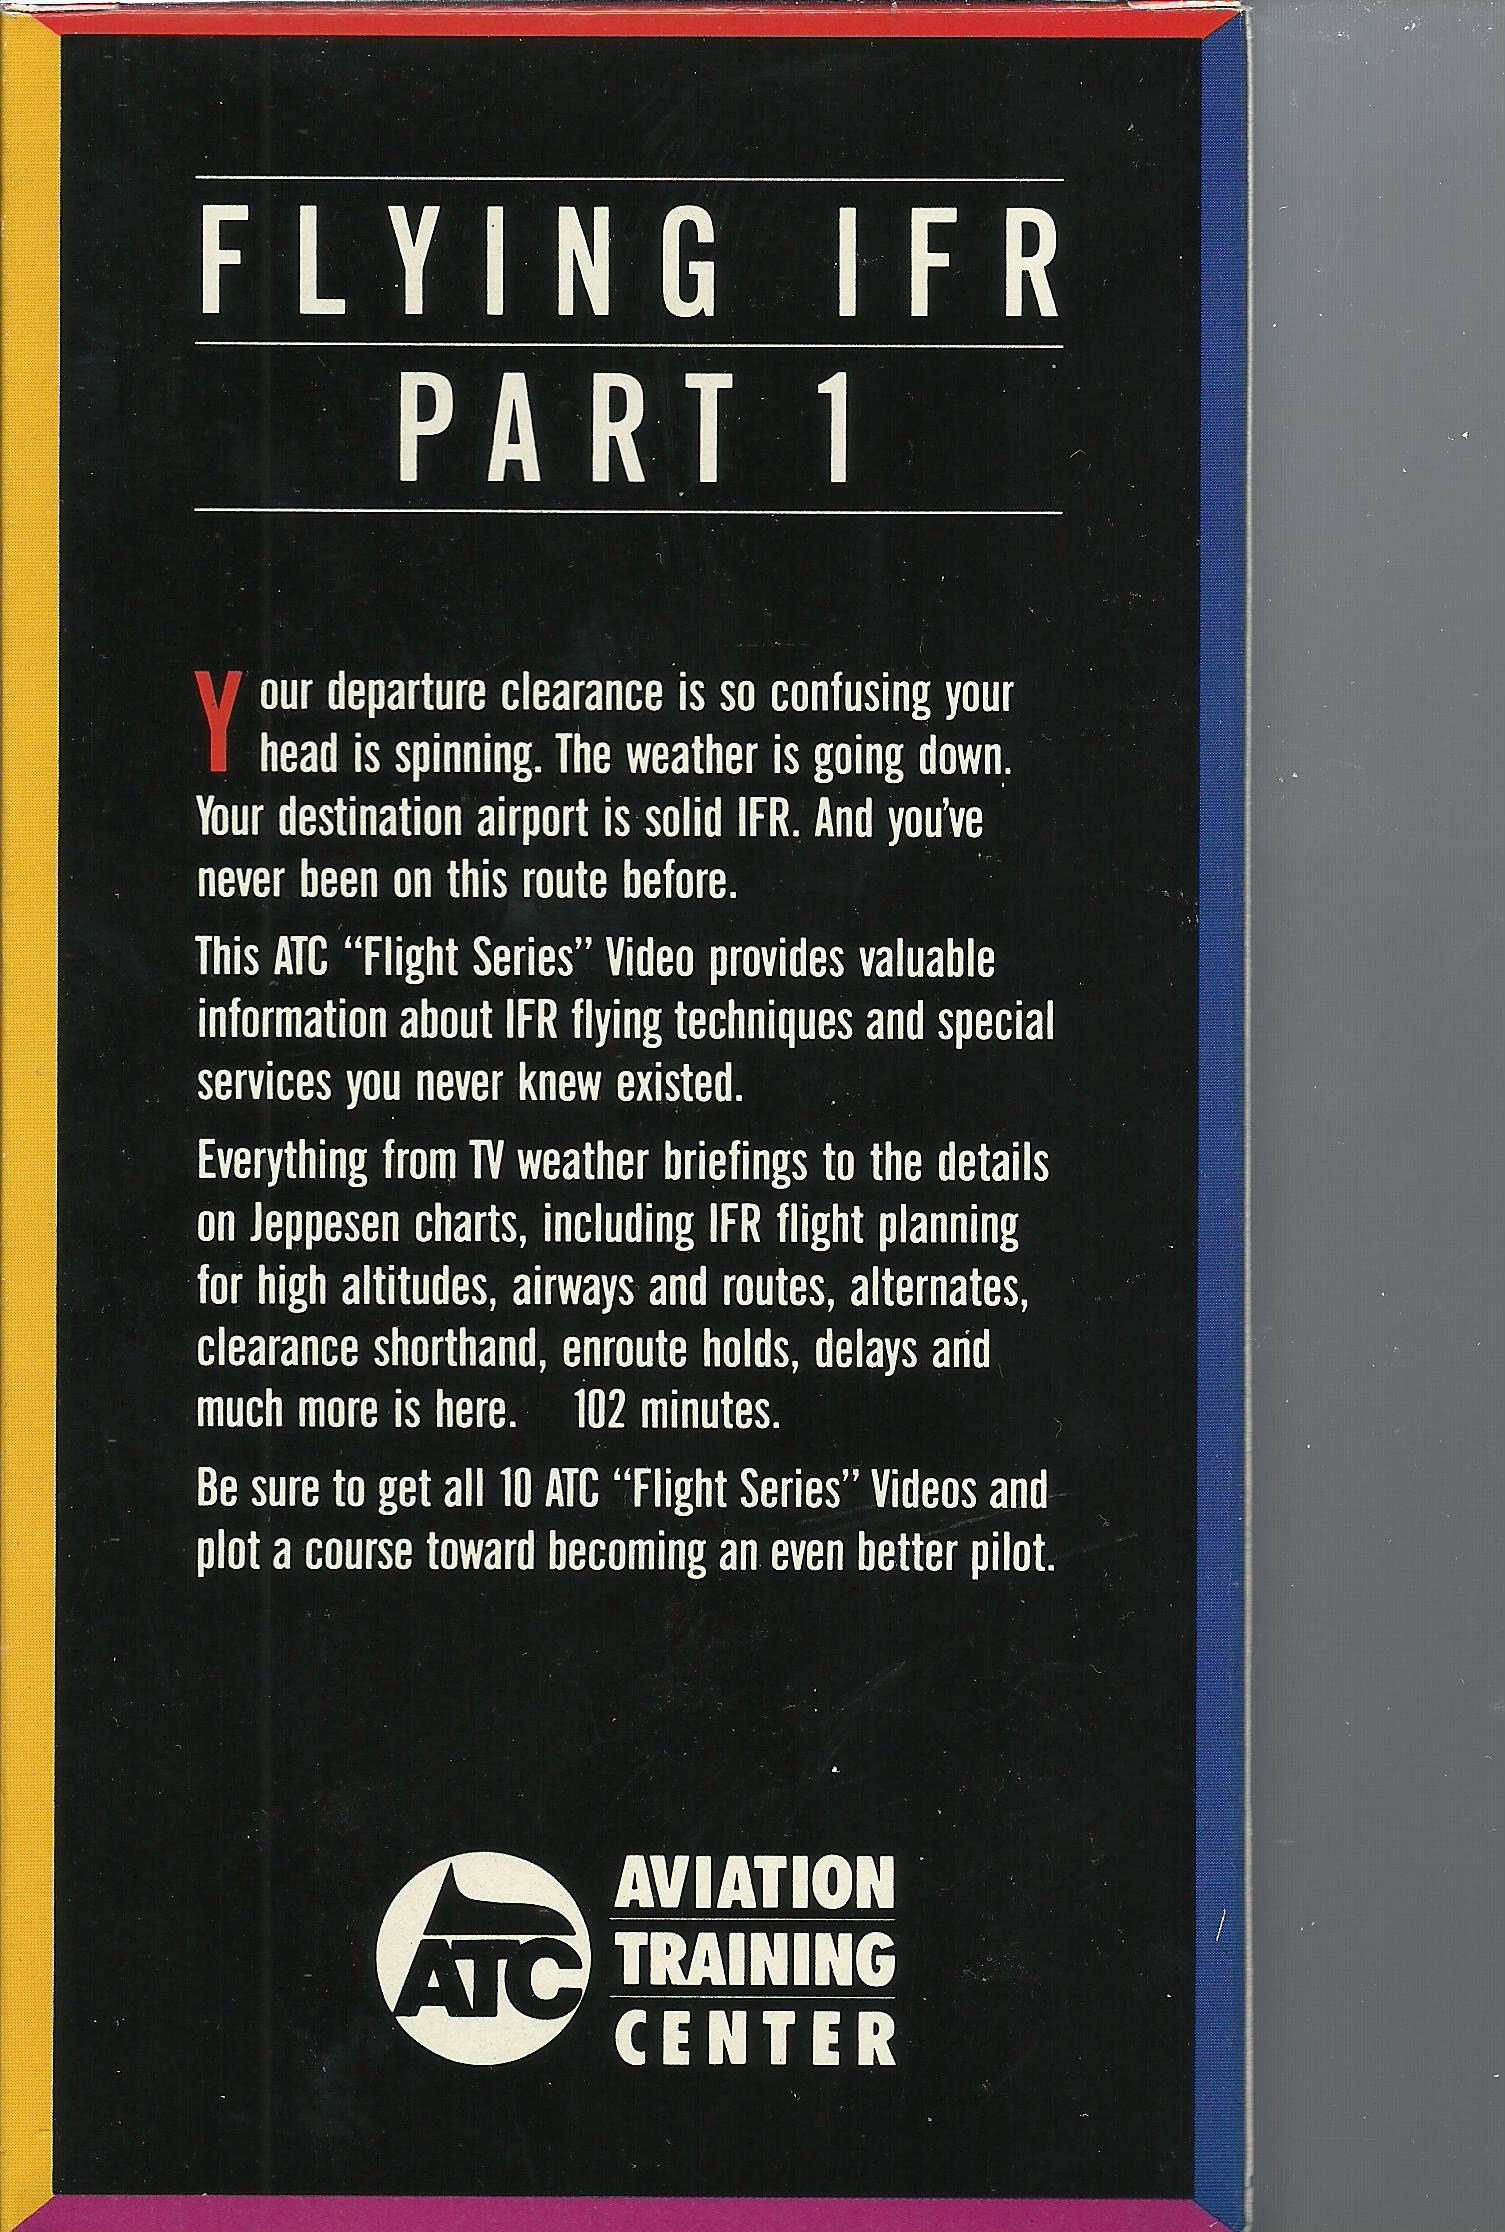 FLYING IFR
PART 1
Your departure clearance is so confusing your
head is spinning. The weather is going down.
Your destination airport is solid IFR. And you've
never been on this route before.
This ATC “Flight Series” Video provides valuable
information about IFR flying techniques and special
services you never knew existed.
Everything from TV weather briefings to the details
on Jeppesen charts, including IFR flight planning
for high altitudes, airways and routes, alternates,
clearance shorthand, enroute holds, delays and
much more is here. 102 minutes.
Be sure to get all 10 ATC “Flight Series” Videos and
plot a course toward becoming an even better pilot.
ATC
AVIATION
TRAINING
CENTER